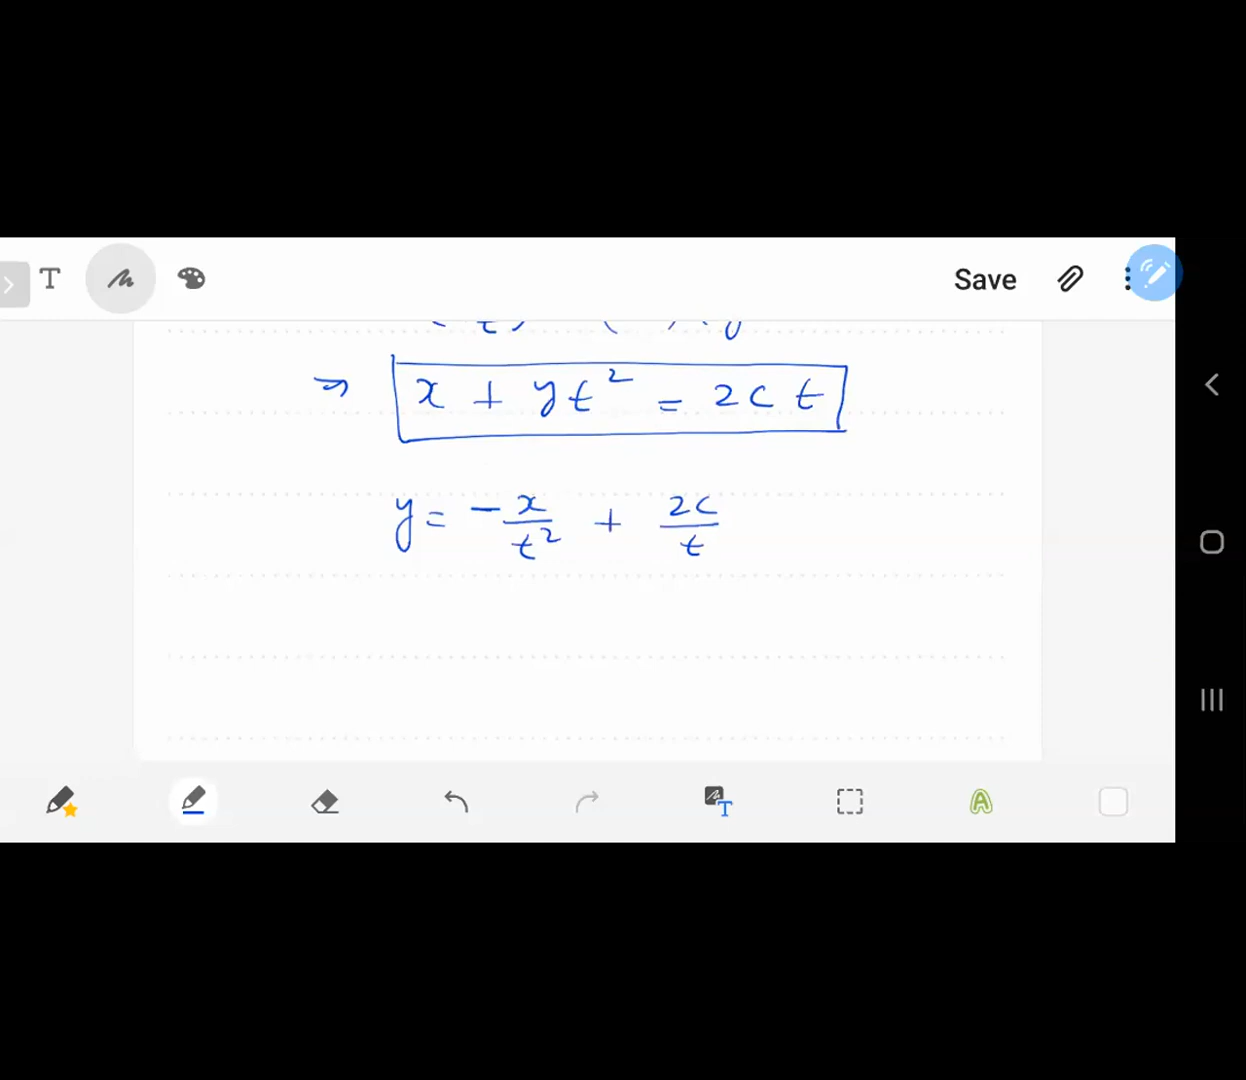 T Save
⇒ x + yt² = 2ct
y = -x/t² + 2c/t
T A